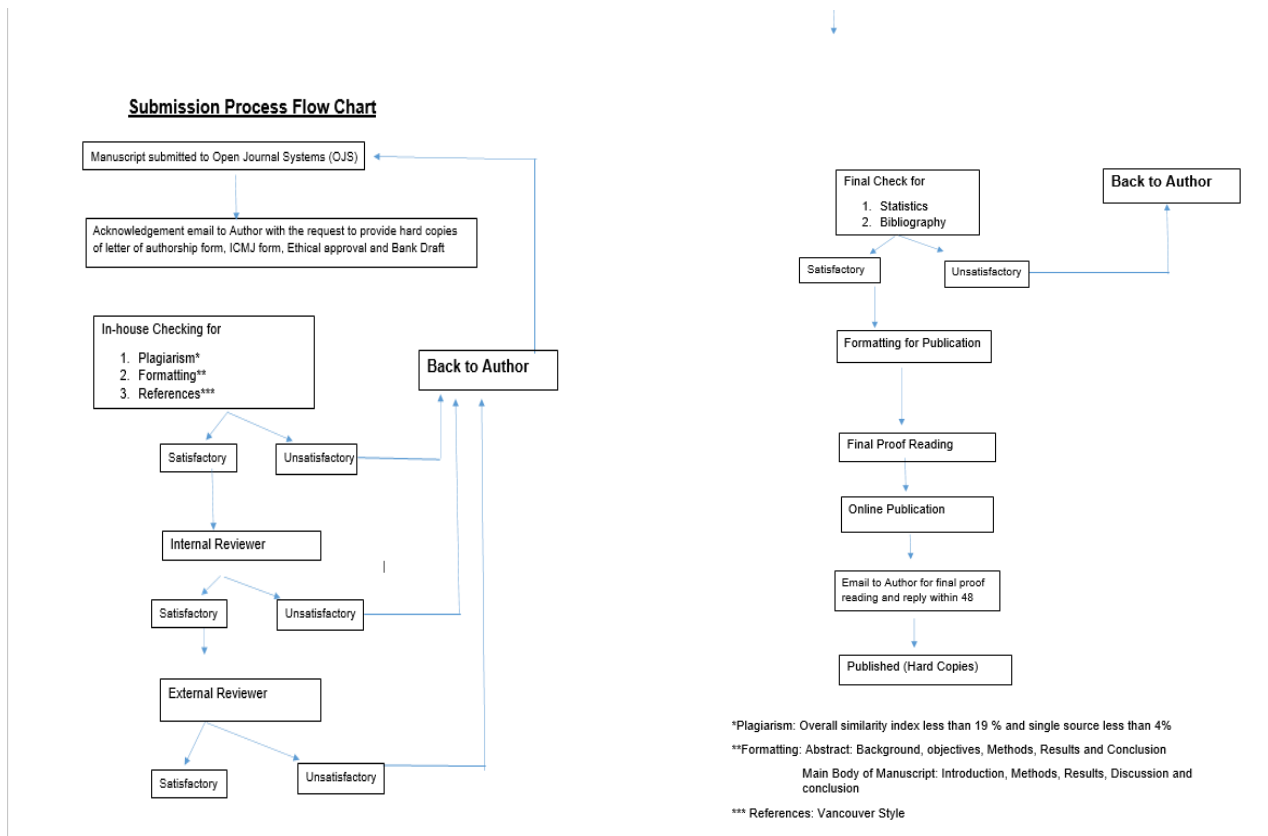 Submission Process Flow Chart
Manuscript submitted to Open Journal Systems (OJS)
Acknowledgement email to Author with the request to provide hard copies
of letter of authorship form, ICMJ form, Ethical approval and Bank Draft
In-house Checking for
1. Plagiarism*
2. Formatting**
3. References***
Back to Author
Satisfactory
Unsatisfactory
Internal Reviewer
Satisfactory
Unsatisfactory
External Reviewer
Satisfactory
Unsatisfactory
Final Check for
1. Statistics
2. Bibliography
Back to Author
Satisfactory
Unsatisfactory
Formatting for Publication
Final Proof Reading
Online Publication
Email to Author for final proof
reading and reply within 48
Published (Hard Copies)
*Plagiarism: Overall similarity index less than 19 % and single source less than 4%
**Formatting: Abstract: Background, objectives, Methods, Results and Conclusion
Main Body of Manuscript: Introduction, Methods, Results, Discussion and
conclusion
*** References: Vancouver Style